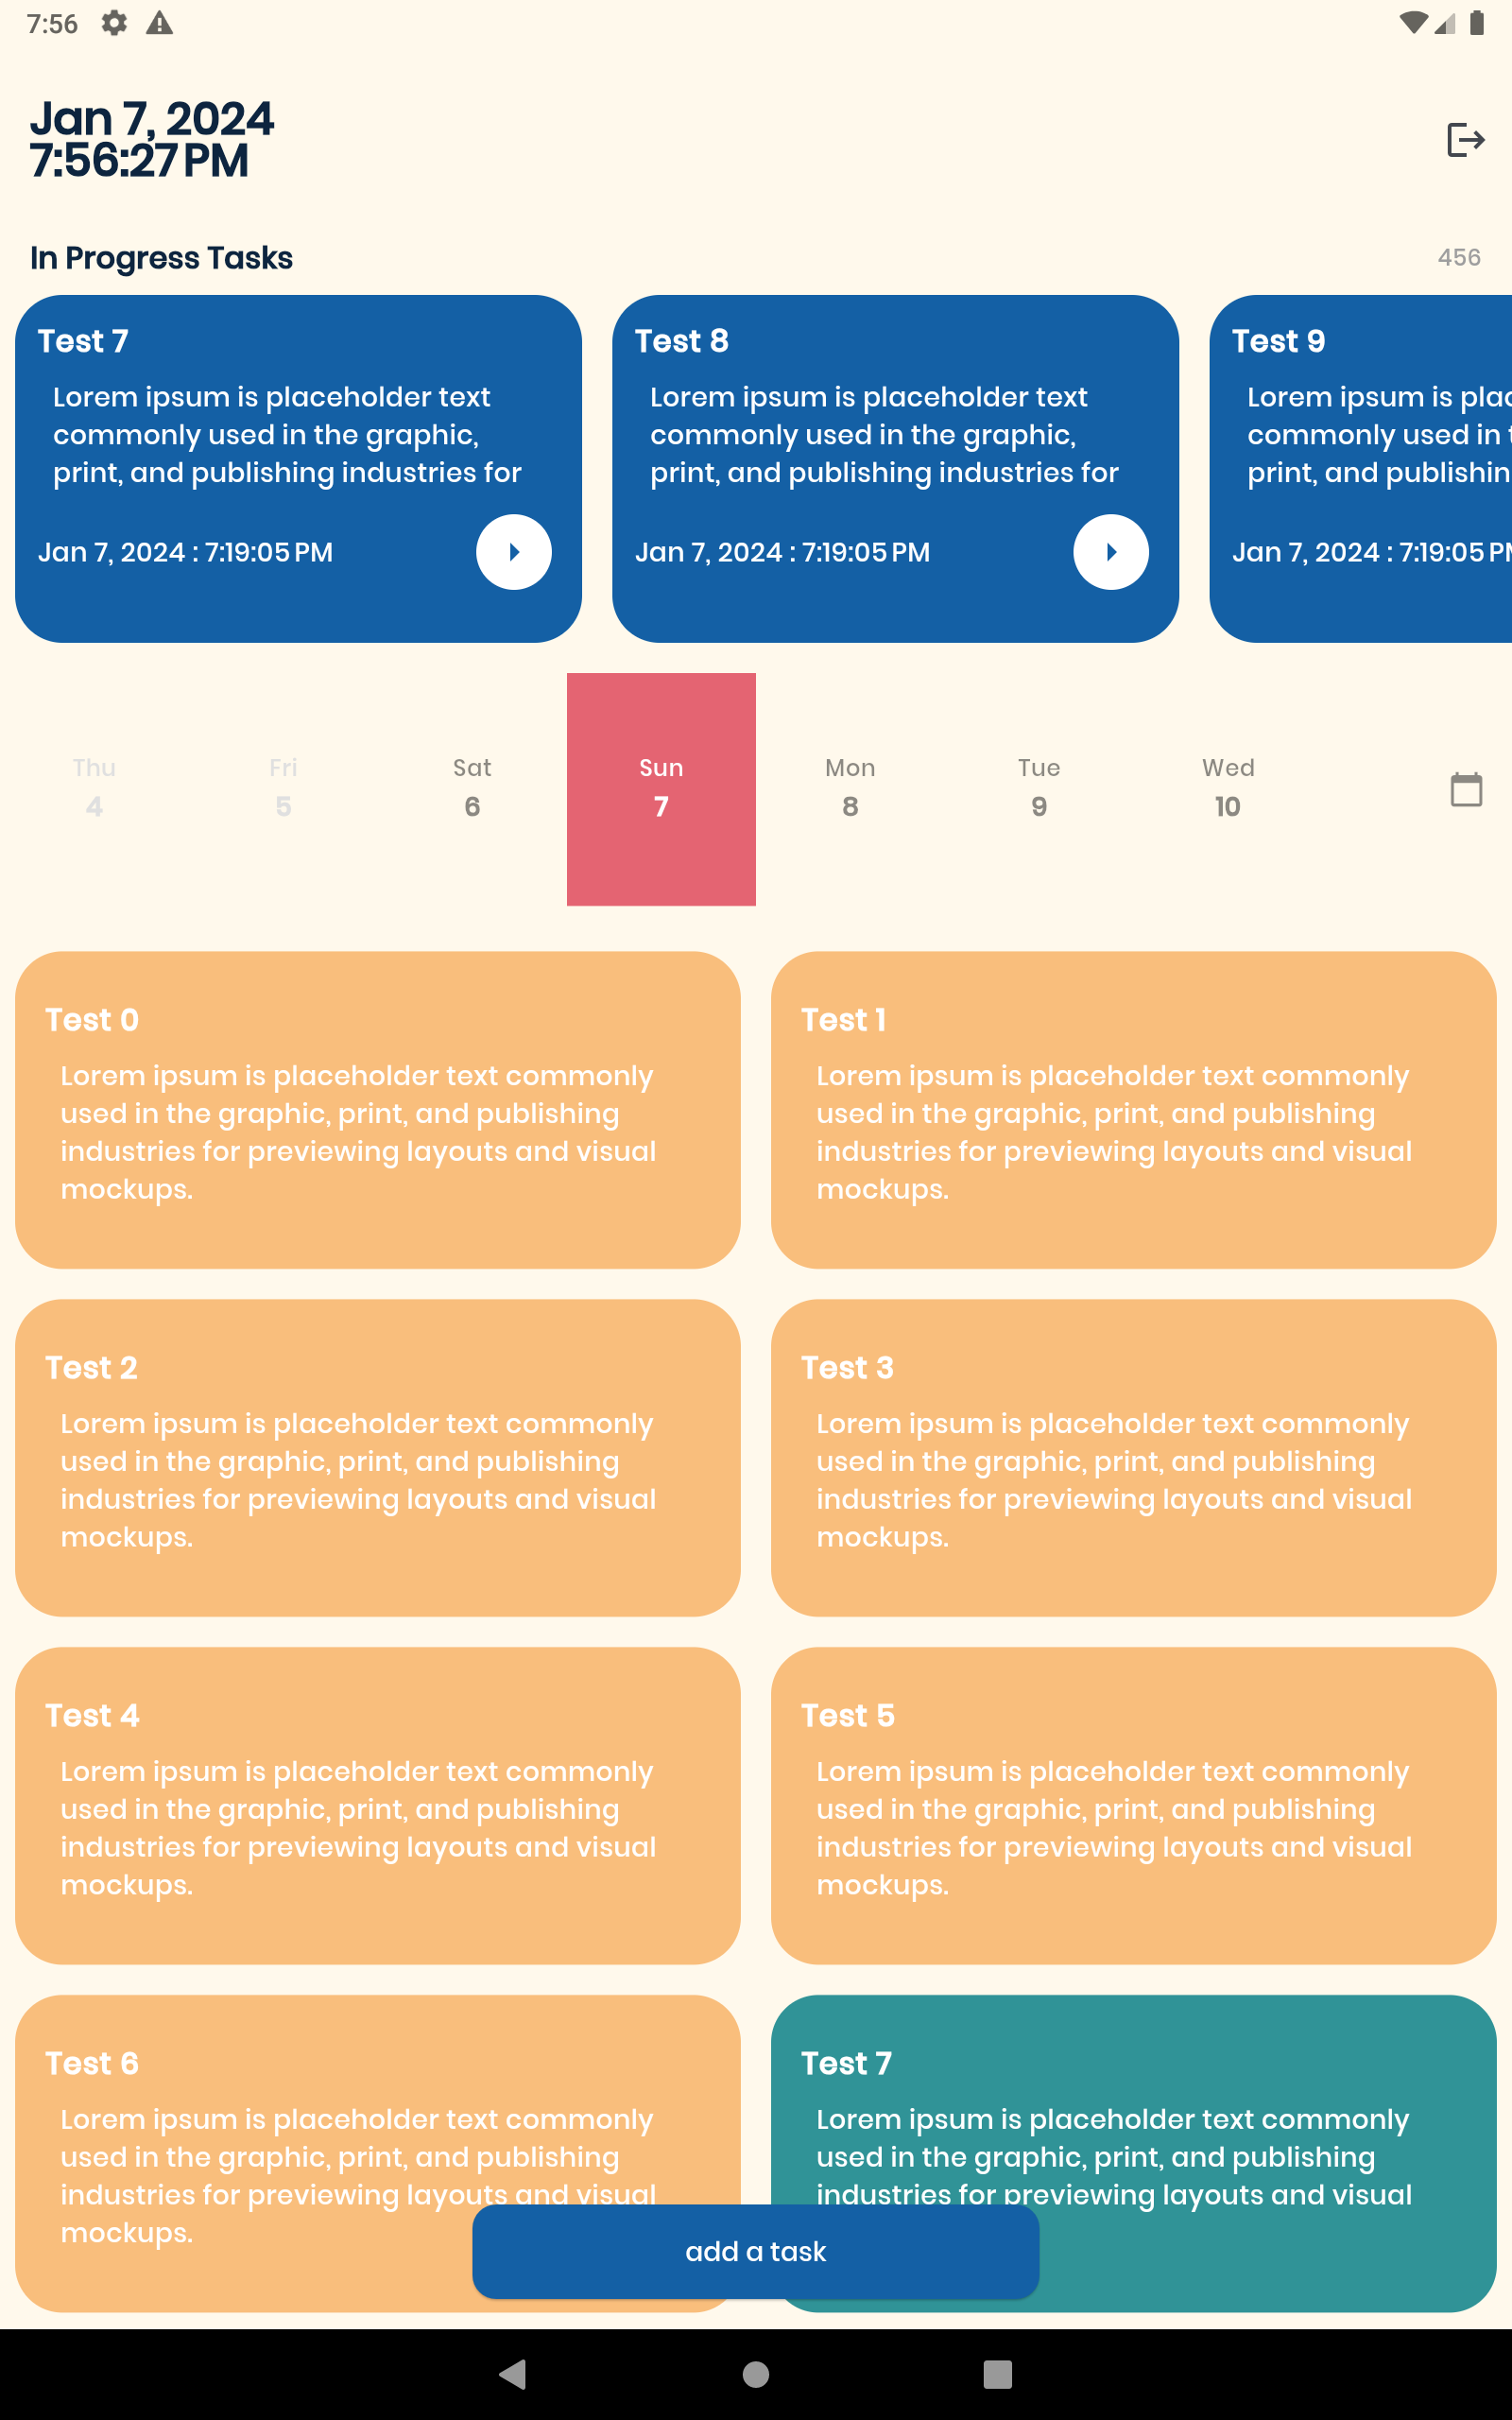 7:56
Jan 7, 2024
7:56:27 PM
In Progress Tasks
456
Test 7
Lorem ipsum is placeholder text
commonly used in the graphic,
print, and publishing industries for
Jan 7, 2024 : 7:19:05 PM
Test 8
Lorem ipsum is placeholder text
commonly used in the graphic,
print, and publishing industries for
Jan 7, 2024 : 7:19:05 PM
Test 9
Lorem ipsum is plac
commonly used in t
print, and publishin
Jan 7, 2024 : 7:19:05 PM
Thu
4
Fri
5
Sat
6
Sun
7
Mon
8
Tue
9
Wed
10
Test 0
Lorem ipsum is placeholder text commonly
used in the graphic, print, and publishing
industries for previewing layouts and visual
mockups.
Test 1
Lorem ipsum is placeholder text commonly
used in the graphic, print, and publishing
industries for previewing layouts and visual
mockups.
Test 2
Lorem ipsum is placeholder text commonly
used in the graphic, print, and publishing
industries for previewing layouts and visual
mockups.
Test 3
Lorem ipsum is placeholder text commonly
used in the graphic, print, and publishing
industries for previewing layouts and visual
mockups.
Test 4
Lorem ipsum is placeholder text commonly
used in the graphic, print, and publishing
industries for previewing layouts and visual
mockups.
Test 5
Lorem ipsum is placeholder text commonly
used in the graphic, print, and publishing
industries for previewing layouts and visual
mockups.
Test 6
Lorem ipsum is placeholder text commonly
used in the graphic, print, and publishing
industries for previewing layouts and visual
mockups.
Test 7
Lorem ipsum is placeholder text commonly
used in the graphic, print, and publishing
industries for previewing layouts and visual
add a task